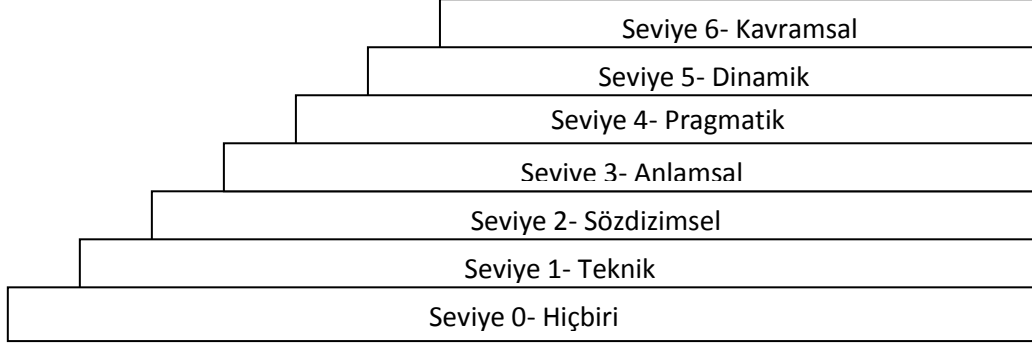 Seviye 6- Kavramsal
Seviye 5- Dinamik
Seviye 4- Pragmatik
Seviye 3- Anlamsal
Seviye 2- Sözdizimsel
Seviye 1- Teknik
Seviye 0- Hiçbiri